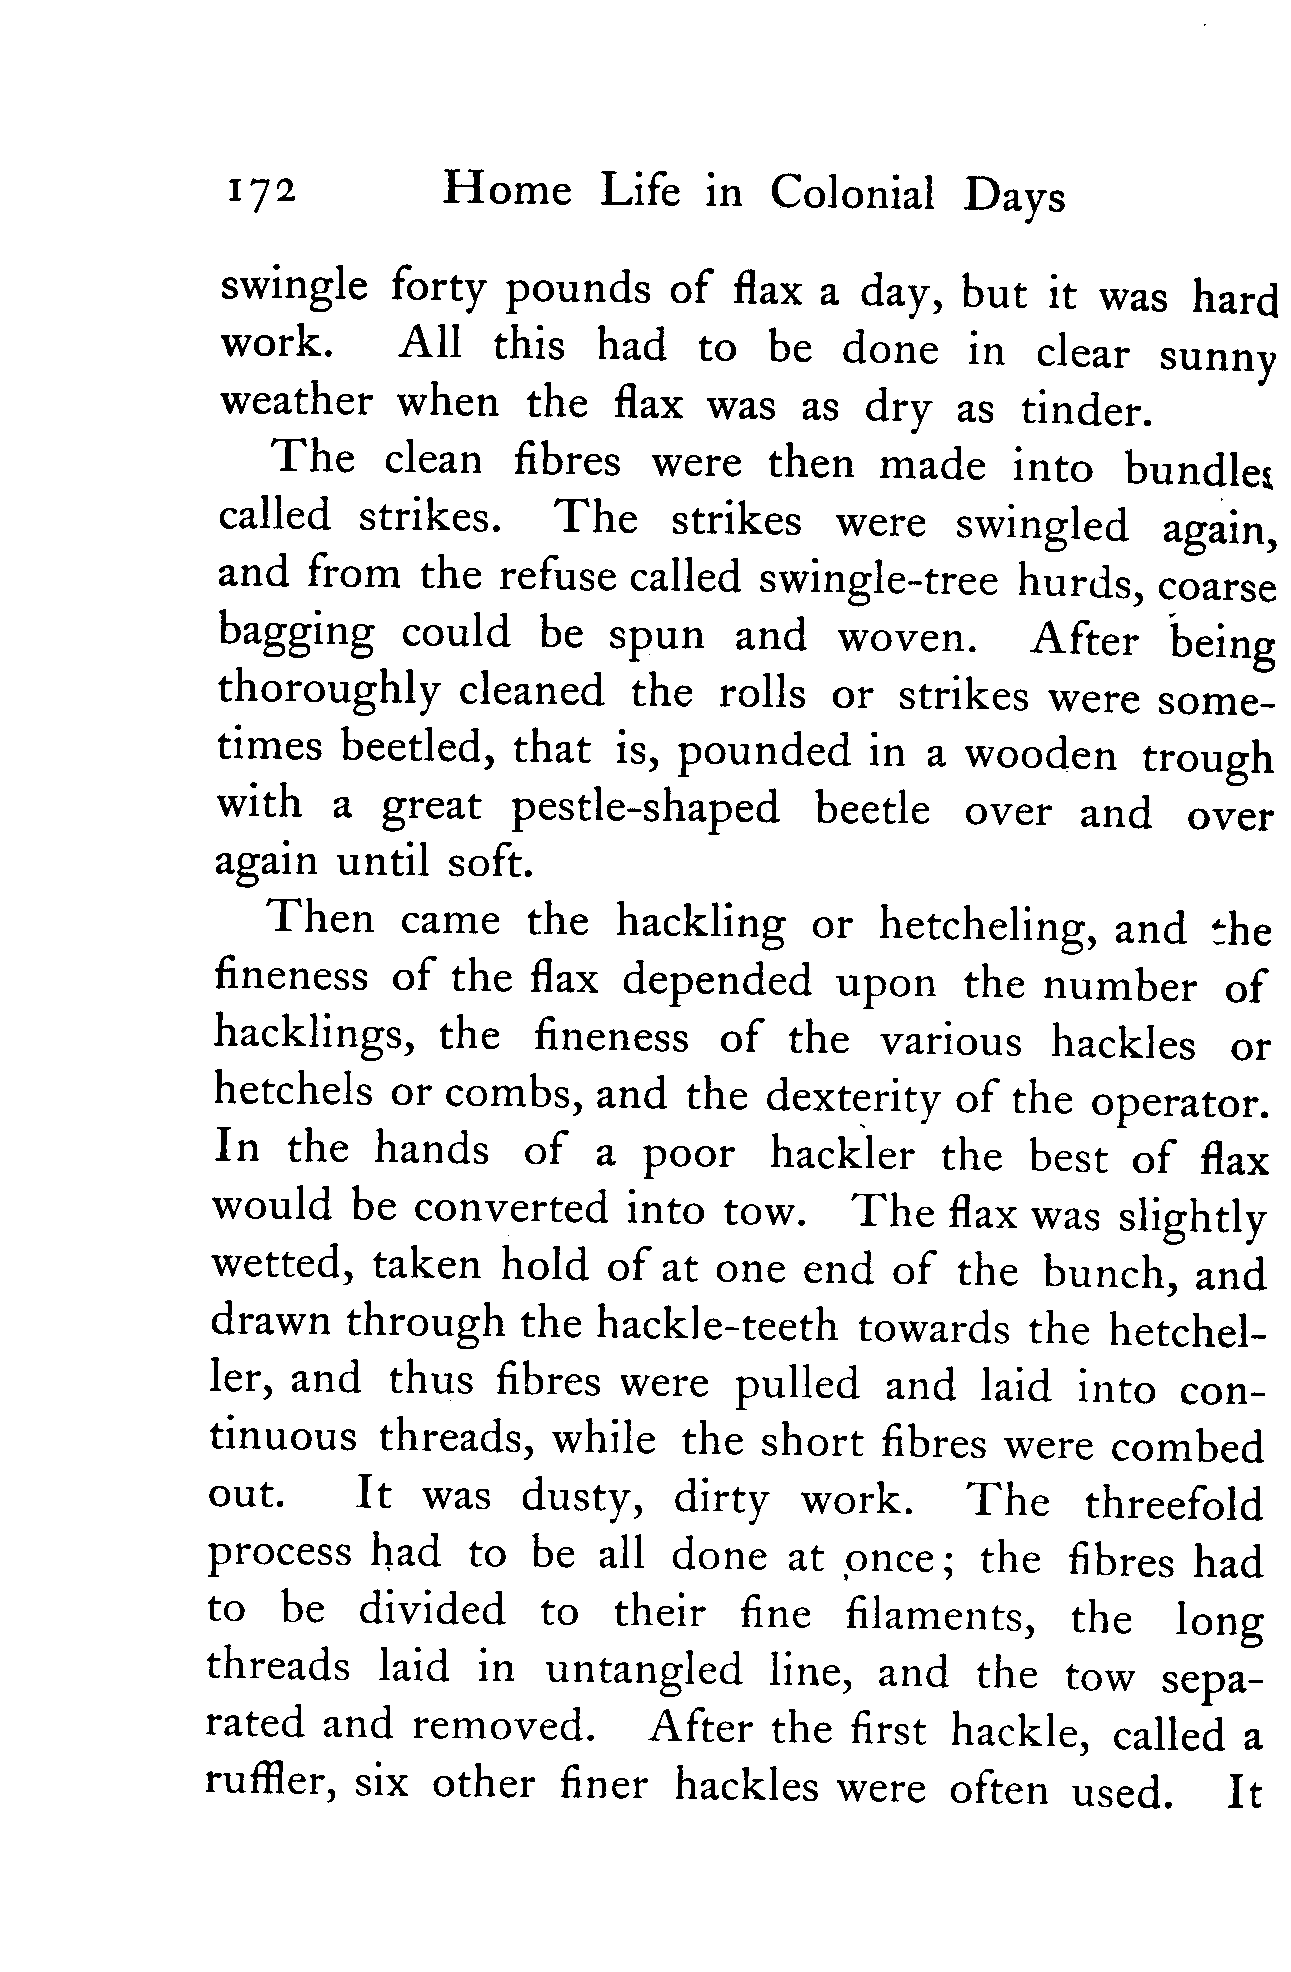 172 Home Life in Colonial Days
swingle forty pounds of flax a day, but it was hard
work. All this had to be done in clear sunny
weather when the flax was as dry as tinder.
The clean fibres were then made into bundles
called strikes. The strikes were swingled again,
and from the refuse called swingle-tree hurds, coarse
bagging could be spun and woven. After being
thoroughly cleaned the rolls or strikes were some-
times beetled, that is, pounded in a wooden trough
with a great pestle-shaped beetle over and over
again until soft.
Then came the hackling or hetcheling, and the
fineness of the flax depended upon the number of
hacklings, the fineness of the various hackles or
hetchels or combs, and the dexterity of the operator.
In the hands of a poor hackler the best of flax
would be converted into tow. The flax was slightly
wetted, taken hold of at one end of the bunch, and
drawn through the hackle-teeth towards the hetchel-
ler, and thus fibres were pulled and laid into con-
tinuous threads, while the short fibres were combed
out. It was dusty, dirty work. The threefold
process had to be all done at once; the fibres had
to be divided to their fine filaments, the long
threads laid in untangled line, and the tow sepa-
rated and removed. After the first hackle, called a
ruffler, six other finer hackles were often used. It